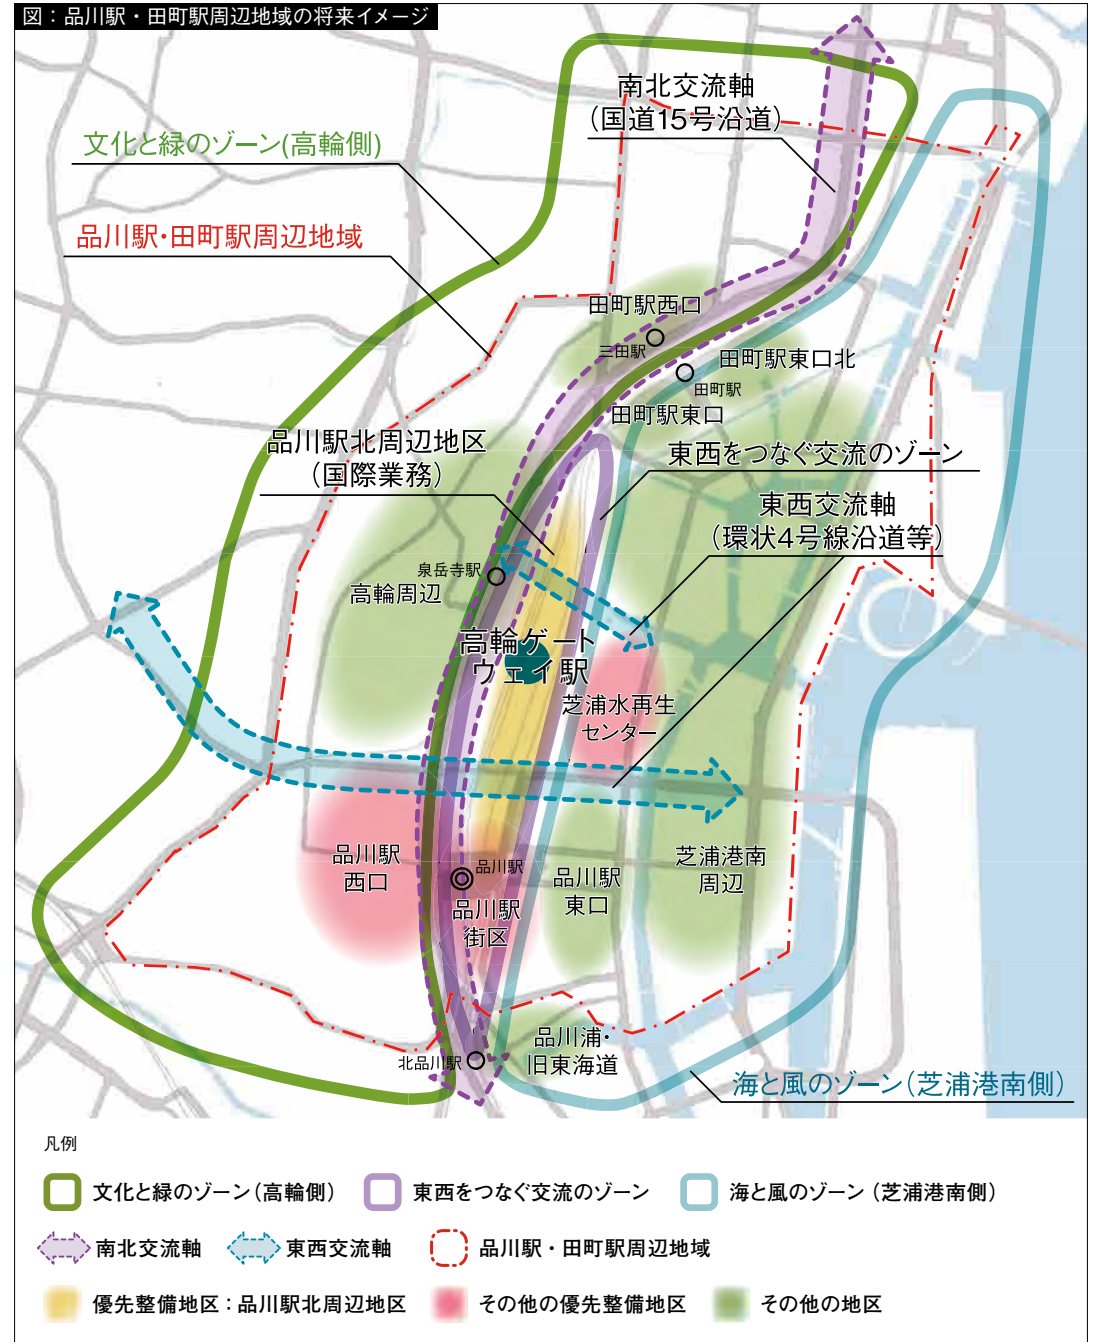 図：品川駅・田町駅周辺地域の将来イメージ
南北交流軸
（国道15号沿道）
文化と緑のゾーン(高輪側)
品川駅・田町駅周辺地域
田町駅西口
三田駅
田町駅東口北
田町駅
田町駅東口
品川駅北周辺地区
（国際業務）
東西をつなぐ交流のゾーン
東西交流軸
（環状4号線沿道等）
泉岳寺駅
高輪周辺
高輪ゲート
ウェイ駅
芝浦水再生
センター
品川駅
西口
品川駅
品川駅
東口
芝浦港南
周辺
品川駅
街区
北品川駅
品川浦・
旧東海道
海と風のゾーン（芝浦港南側）
凡例
文化と緑のゾーン（高輪側）
東西をつなぐ交流のゾーン
海と風のゾーン（芝浦港南側）
南北交流軸
東西交流軸
品川駅・田町駅周辺地域
優先整備地区：品川駅北周辺地区
その他の優先整備地区
その他の地区